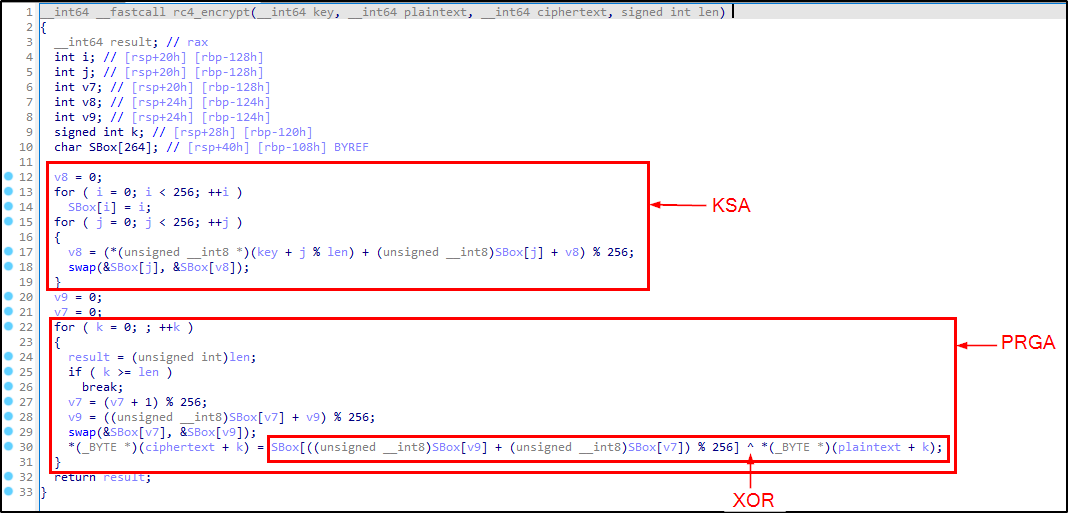 1 __int64 __fastcall rc4_encrypt(__int64 key, __int64 plaintext, __int64 ciphertext, signed int len)
2 {
3 __int64 result; // rax
4 int i; // [rsp+20h] [rbp-128h]
5 int j; // [rsp+20h] [rbp-128h]
6 int v7; // [rsp+20h] [rbp-128h]
7 int v8; // [rsp+24h] [rbp-124h]
8 int v9; // [rsp+24h] [rbp-124h]
9 signed int k; // [rsp+28h] [rbp-120h]
10 char SBox[264]; // [rsp+40h] [rbp-108h] BYREF
11
12 v8 = 0;
13 for ( i = 0; i < 256; ++i )
14 SBox[i] = i;
KSA
15 for ( j = 0; j < 256; ++j )
16 {
17 v8 = (*(unsigned __int8 *)(key + j % len) + (unsigned __int8)SBox[j] + v8) % 256;
18 swap(&SBox[j], &SBox[v8]);
19 }
20 v9 = 0;
21 v7 = 0;
22 for ( k = 0; ; ++k )
23 {
PRGA
24 result = (unsigned int)len;
25 if ( k >= len )
26 break;
27 v7 = (v7 + 1) % 256;
28 v9 = ((unsigned __int8)SBox[v7] + v9) % 256;
29 swap(&SBox[v7], &SBox[v9]);
30 *(_BYTE *)(ciphertext + k) = SBox[((unsigned __int8)SBox[v9] + (unsigned __int8)SBox[v7]) % 256] ^ *(_BYTE *)(plaintext + k);
31 }
32 return result;
33 }
XOR